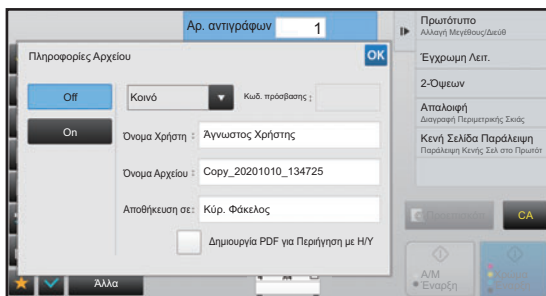 Αρ. αντιγράφων 1
Πληροφορίες Αρχείου OK
Off Κοινό Κωδ. πρόσβασης :
On
Όνομα Χρήστη : Άγνωστος Χρήστης
Όνομα Αρχείου : Copy_20201010_134725
Αποθήκευση σε: Κύρ. Φάκελος
Δημιουργία PDF για Περιήγηση με Η/Υ
Άλλα
Πρωτότυπο
Αλλαγή Μεγέθους/Διεύθ
Έγχρωμη Λειτ.
2-Όψεων
Απαλοιφή
Διαγραφή Περιμετρικής Σκιάς
Κενή Σελίδα Παράλειψη
Παράλειψη Κενής Σελ στο Πρωτότ
CA
Α/Μ
Έναρξη